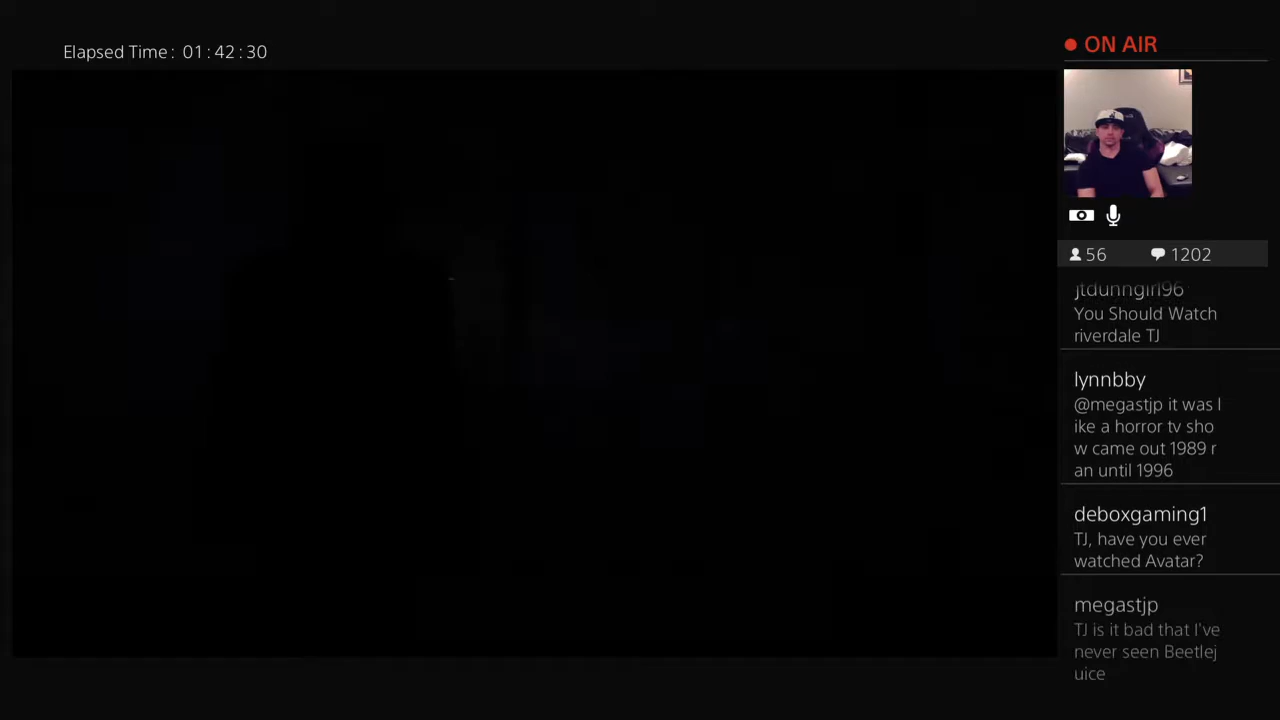 Elapsed Time: 01:42:30
ON AIR
56 1202
jtdunngirl96
You Should Watch
riverdale TJ
lynnbby
@megastjp it was l
ike a horror tv sho
w came out 1989 r
an until 1996
deboxgaming1
TJ, have you ever
watched Avatar?
megastjp
TJ is it bad that I've
never seen Beetlej
uice